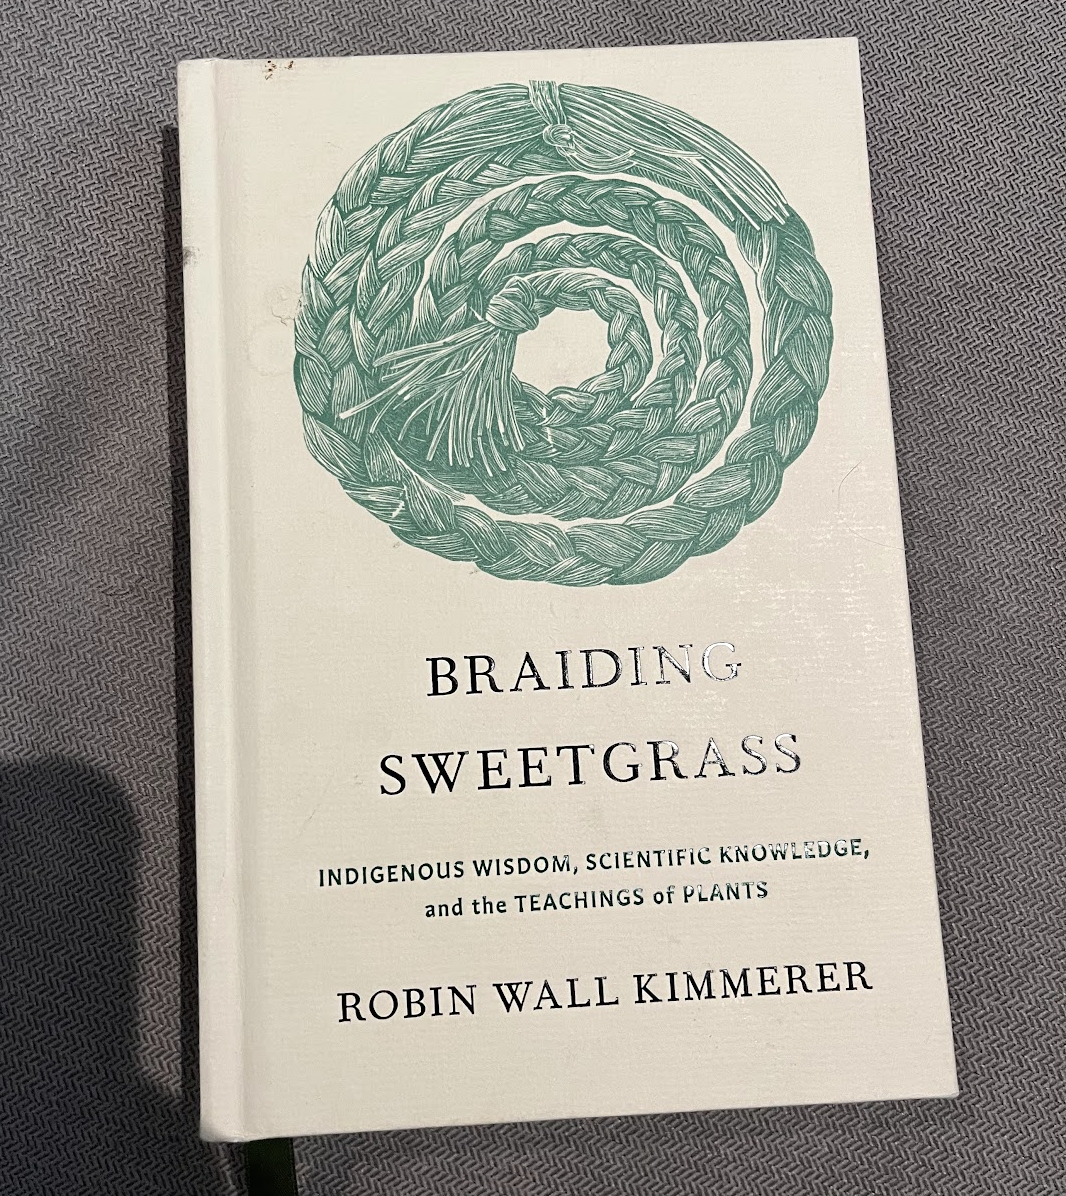 BRAIDING
SWEETGRASS
INDIGENOUS WISDOM, SCIENTIFIC KNOWLEDGE,
and the TEACHINGS of PLANTS
ROBIN WALL KIMMERER